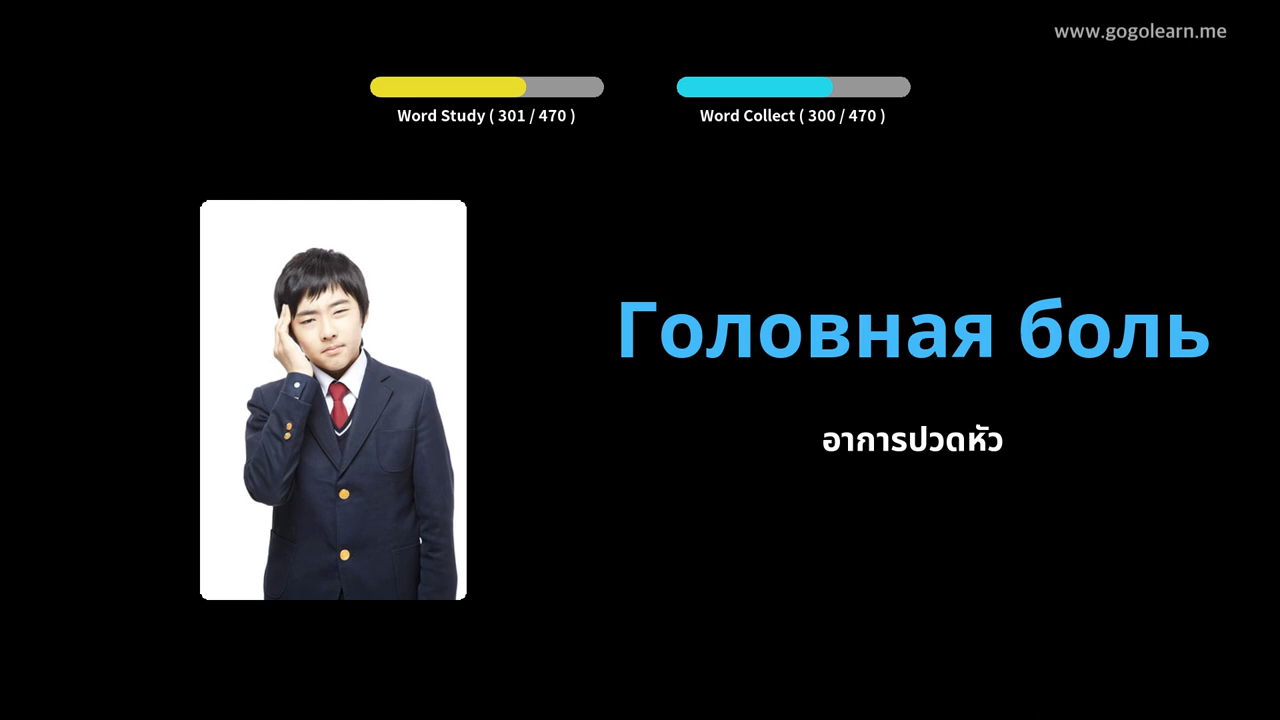 www.gogolearn.me
Word Study ( 301 / 470 )
Word Collect ( 300 / 470 )
Головная боль
อาการปวดหัว